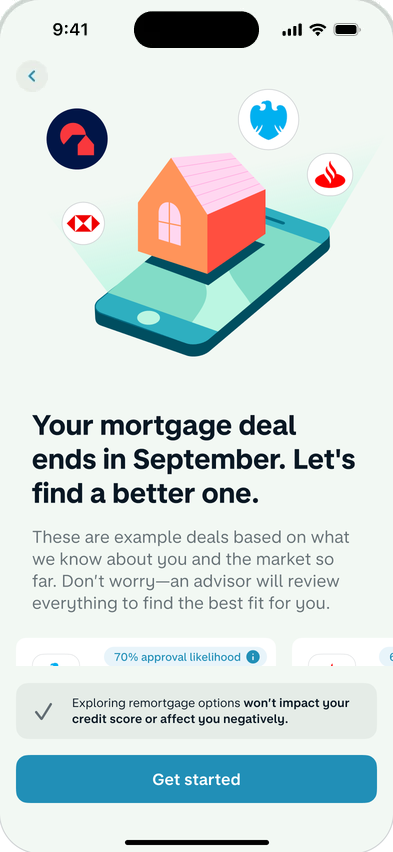 9:41
Your mortgage deal
ends in September. Let's
find a better one.
These are example deals based on what
we know about you and the market so
far. Don't worry—an advisor will review
everything to find the best fit for you.
70% approval likelihood
Exploring remortgage options won't impact your
credit score or affect you negatively.
Get started